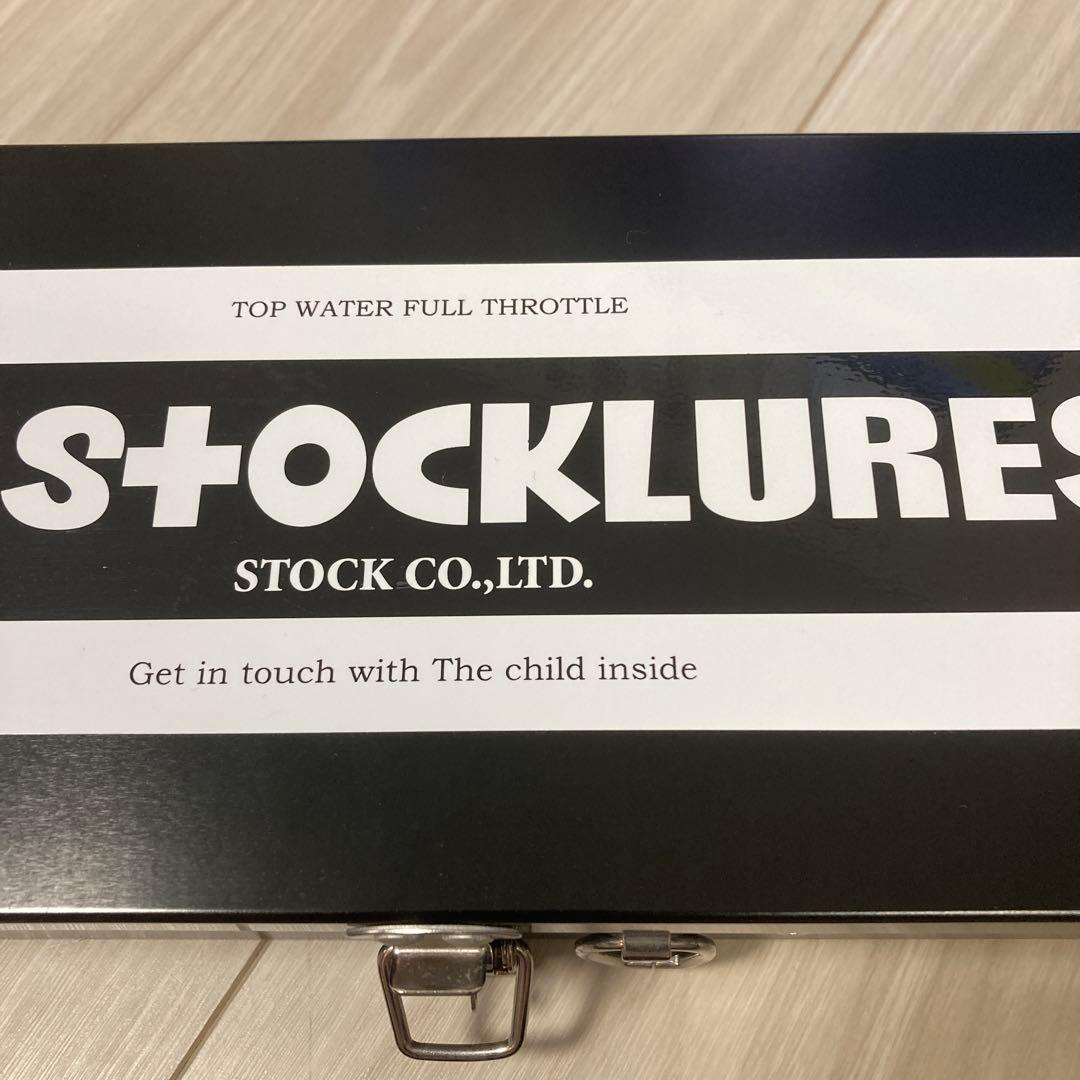 TOP WATER FULL THROTTLE
STOCKLURES
STOCK CO.,LTD.
Get in touch with The child inside